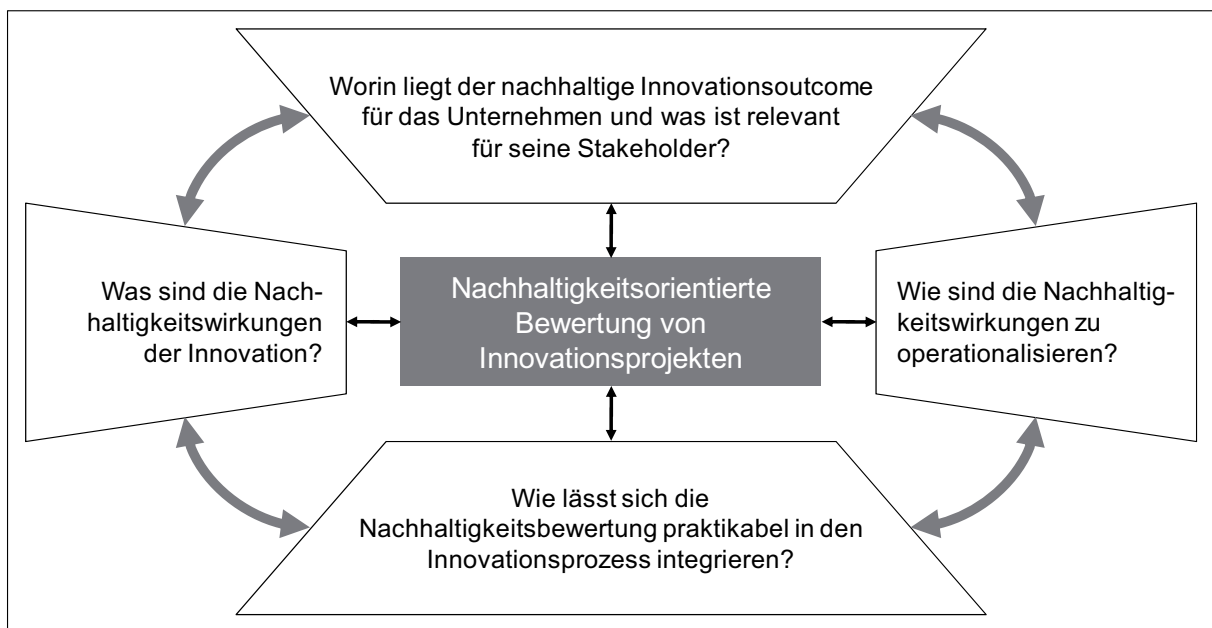 Worin liegt der nachhaltige Innovationsoutcome
für das Unternehmen und was ist relevant
für seine Stakeholder?
Was sind die Nach-
haltigkeitswirkungen
der Innovation?
Nachhaltigkeitsorientierte
Bewertung von
Innovationsprojekten
Wie sind die Nachhaltig-
keitswirkungen zu
operationalisieren?
Wie lässt sich die
Nachhaltigkeitsbewertung praktikabel in den
Innovationsprozess integrieren?